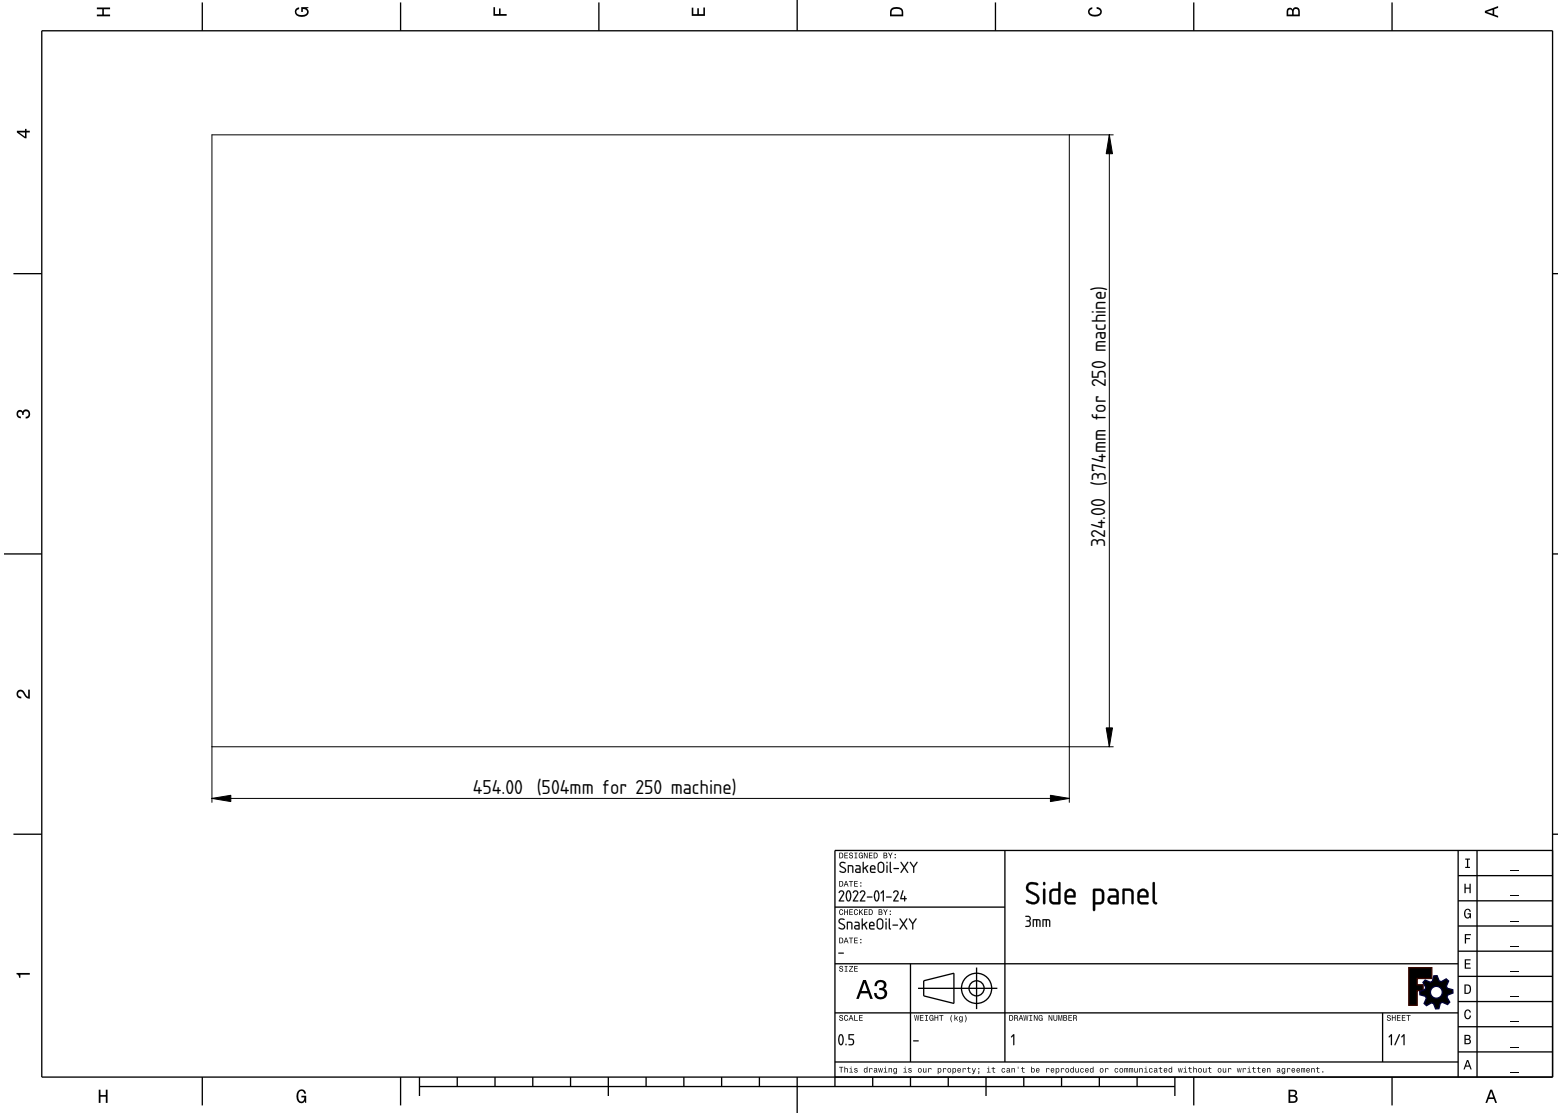 H G F E D C B A
4
3
2
1
324.00 (374mm for 250 machine)
454.00 (504mm for 250 machine)
DESIGNED BY:
SnakeOil-XY
DATE:
2022-01-24
CHECKED BY:
SnakeOil-XY
DATE:
-
Side panel
3mm
SIZE
A3
SCALE
0.5
WEIGHT (kg)
-
DRAWING NUMBER
1
SHEET
1/1
This drawing is our property; it can't be reproduced or communicated without our written agreement.
I _
H _
G _
F _
E _
D _
C _
B _
A _
H G B A